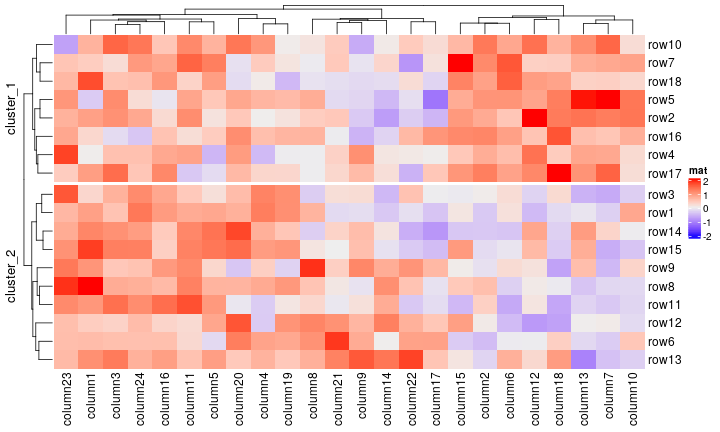 cluster_1
row10
row7
row18
row5
row2
row16
row4
row17
cluster_2
row3
row1
row14
row15
row9
row8
row11
row12
row6
row13
mat
2
1
0
-1
-2
column23
column1
column3
column24
column16
column11
column5
column20
column4
column19
column8
column21
column9
column14
column22
column17
column15
column2
column6
column12
column18
column13
column7
column10